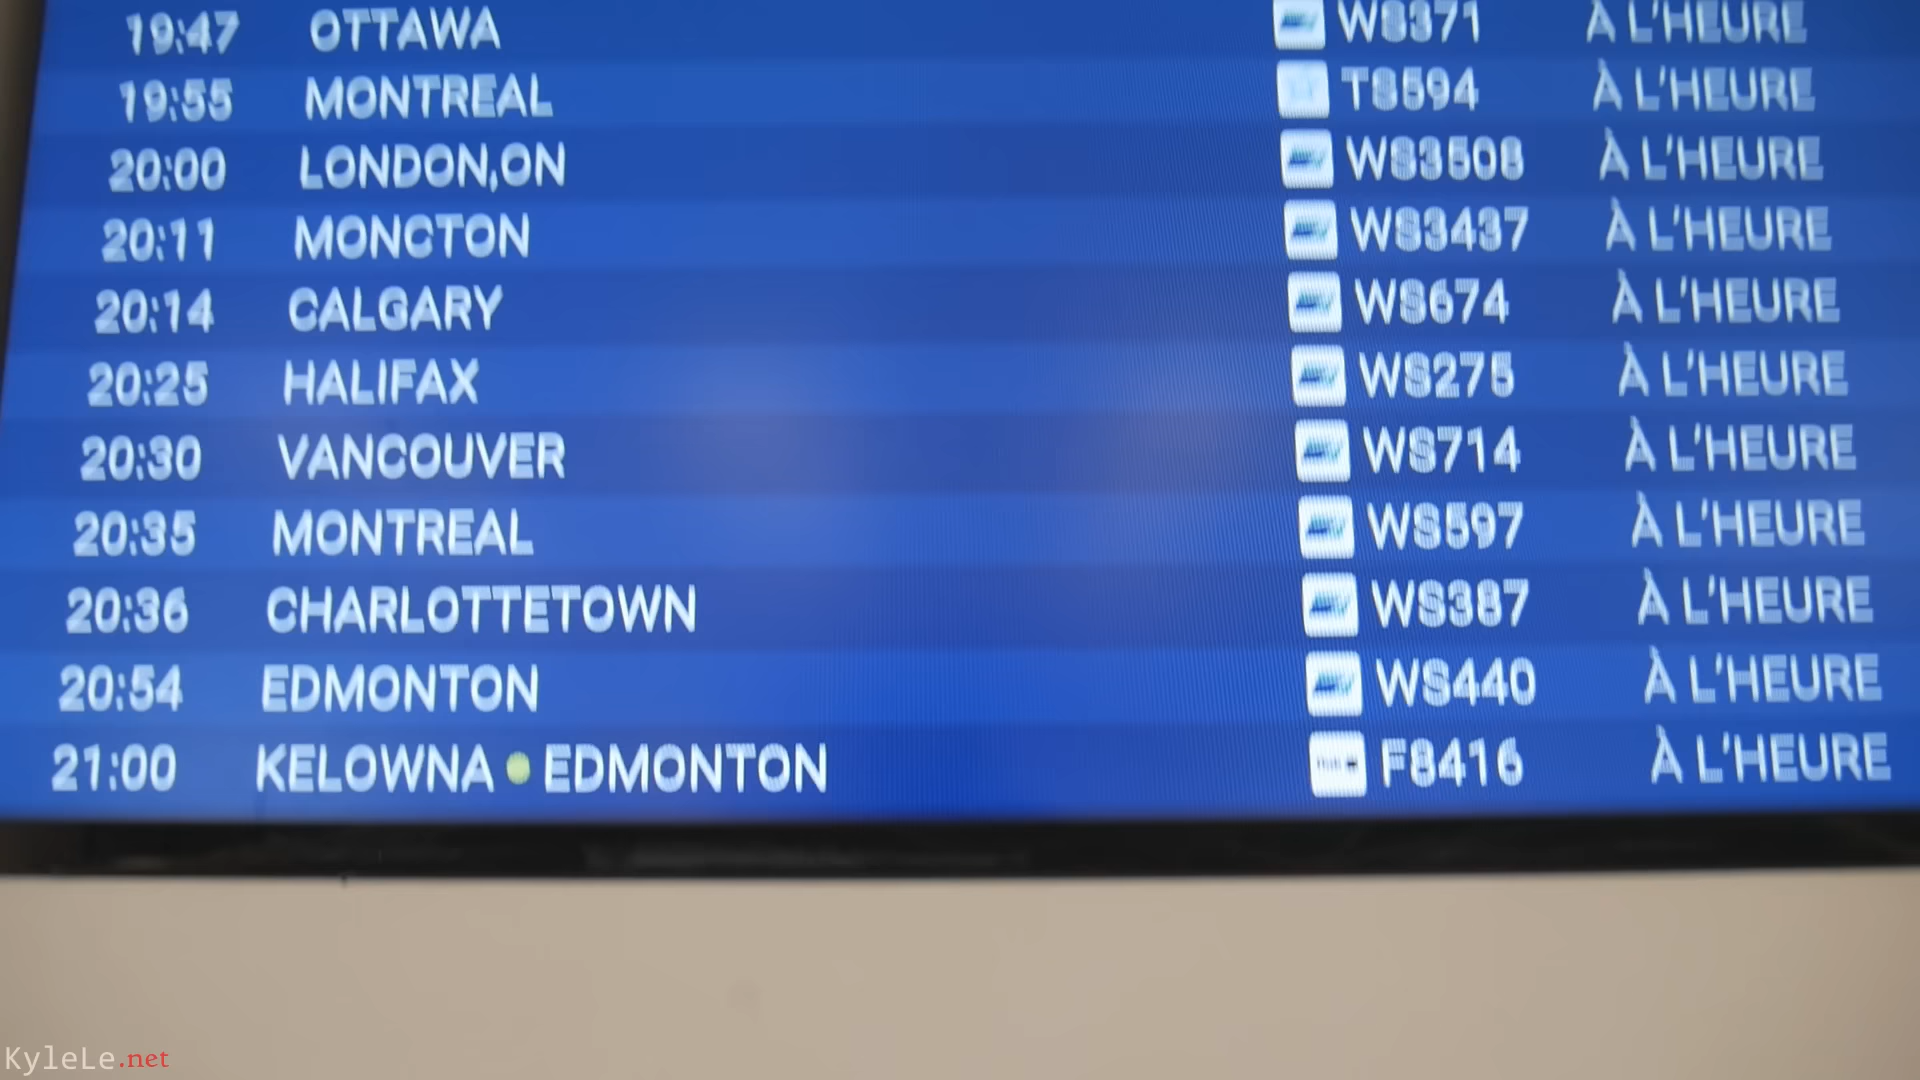 19:47 OTTAWA WS371 À L'HEURE
19:55 MONTREAL TS594 À L'HEURE
20:00 LONDON,ON WS3508 À L'HEURE
20:11 MONCTON WS3437 À L'HEURE
20:14 CALGARY WS674 À L'HEURE
20:25 HALIFAX WS275 À L'HEURE
20:30 VANCOUVER WS714 À L'HEURE
20:35 MONTREAL WS597 À L'HEURE
20:36 CHARLOTTETOWN WS387 À L'HEURE
20:54 EDMONTON WS440 À L'HEURE
21:00 KELOWNA EDMONTON F8416 À L'HEURE
KyleLe.net